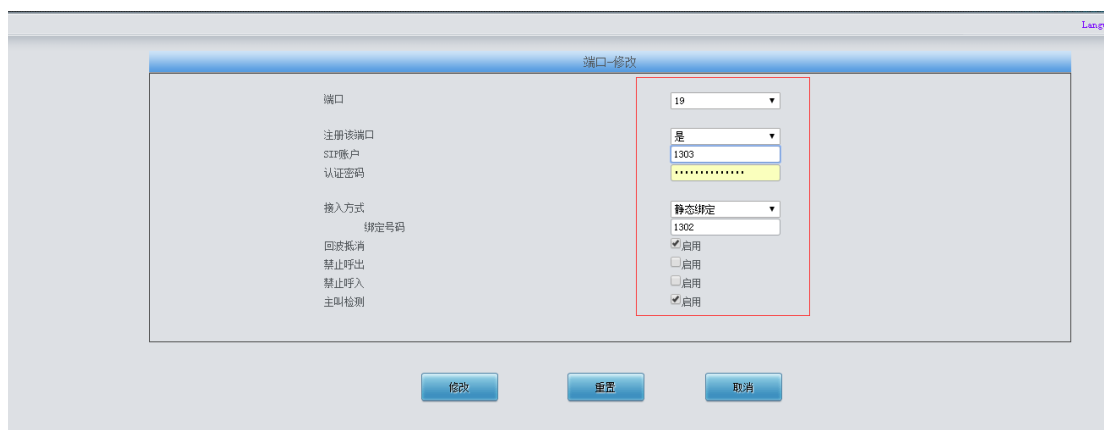 Langu
端口-修改
端口 19
注册该端口 是
SIP账户 1303
认证密码 ••••••••••••••
接入方式 静态绑定
绑定号码 1302
回波抵消 启用
禁止呼出 启用
禁止呼入 启用
主叫检测 启用
修改 重置 取消